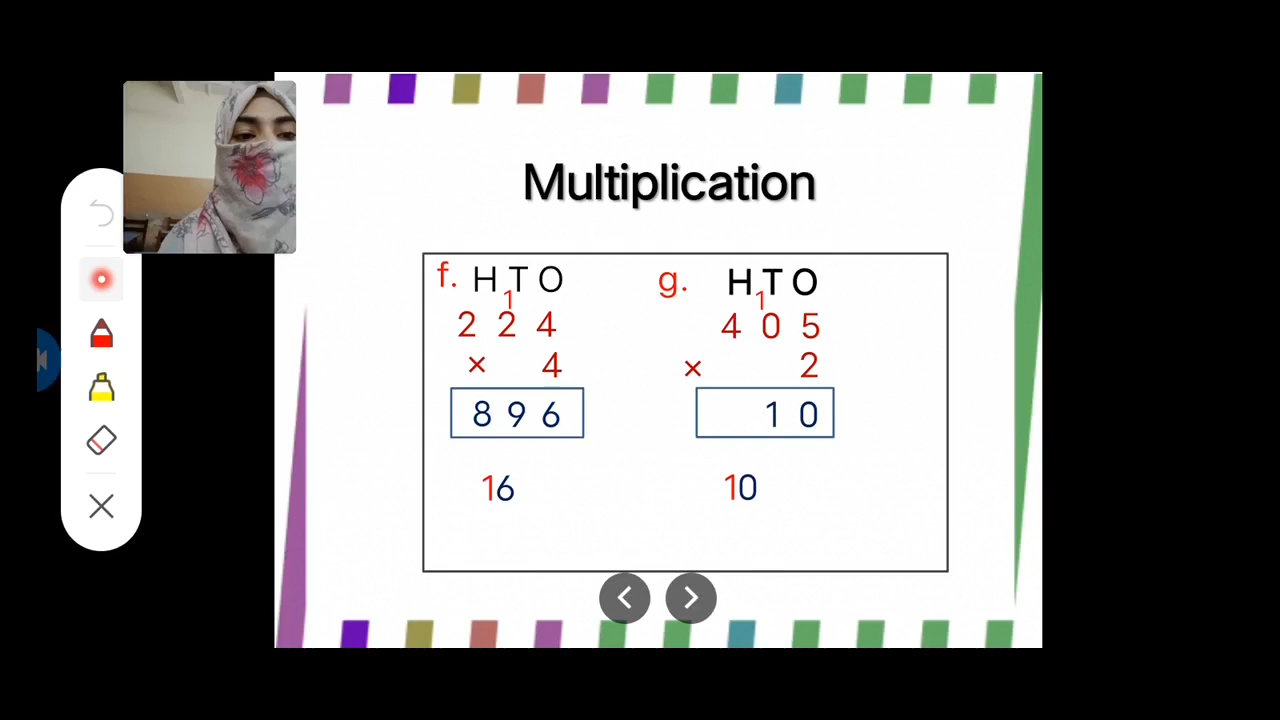 Multiplication
f. H T O
1
2 2 4
× 4
8 9 6
16
g. H T O
1
4 0 5
× 2
1 0
10